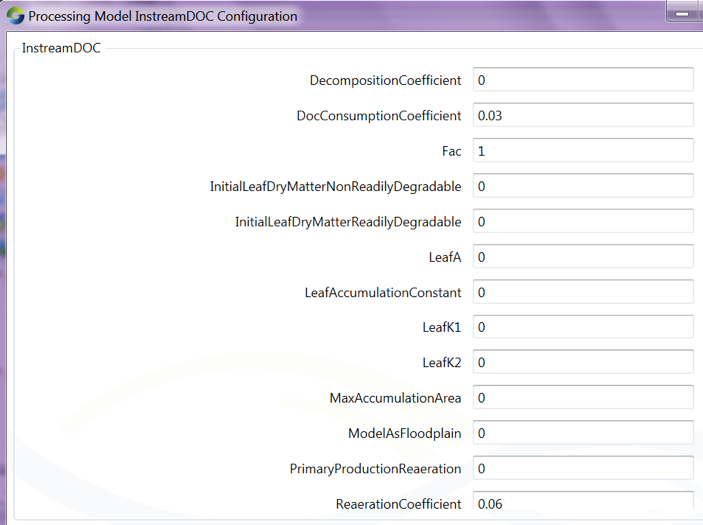 Processing Model InstreamDOC Configuration
InstreamDOC
DecompositionCoefficient 0
DocConsumptionCoefficient 0.03
Fac 1
InitialLeafDryMatterNonReadilyDegradable 0
InitialLeafDryMatterReadilyDegradable 0
LeafA 0
LeafAccumulationConstant 0
LeafK1 0
LeafK2 0
MaxAccumulationArea 0
ModelAsFloodplain 0
PrimaryProductionReaeration 0
ReaerationCoefficient 0.06